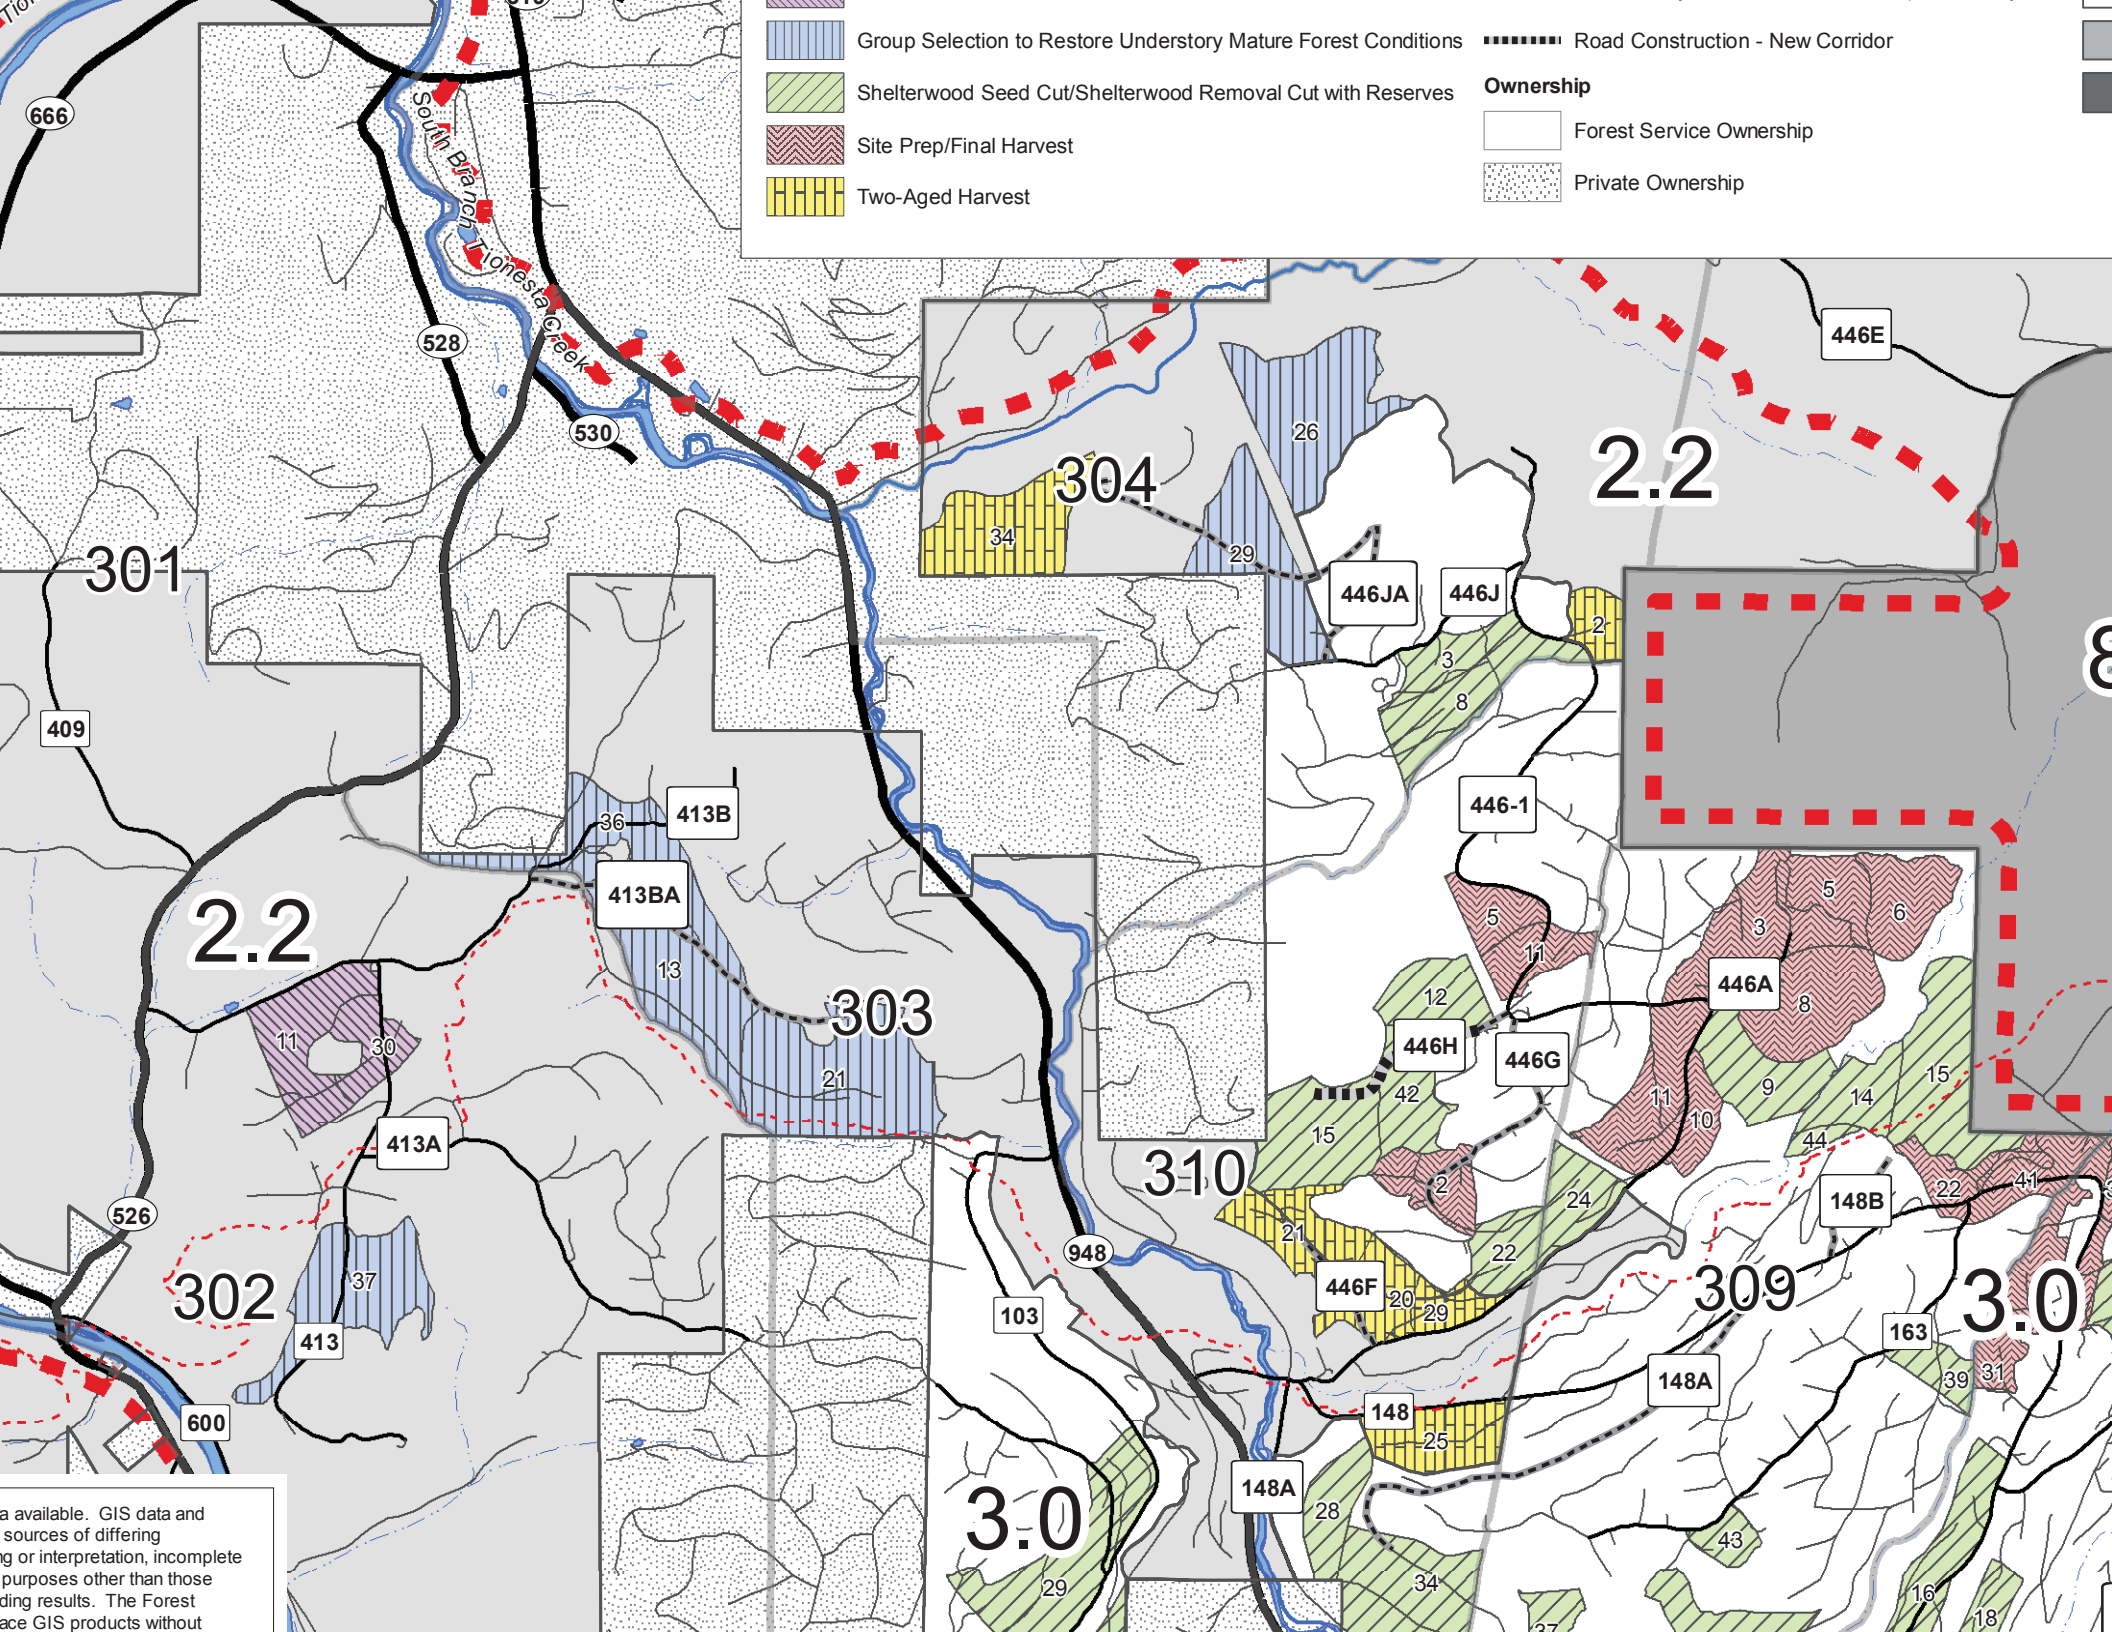 Group Selection to Restore Understory Mature Forest Conditions
Shelterwood Seed Cut/Shelterwood Removal Cut with Reserves
Site Prep/Final Harvest
Two-Aged Harvest
Road Construction - New Corridor
Ownership
Forest Service Ownership
Private Ownership
666
South Branch Tionesta Creek
528
530
446E
26
304
2.2
34
29
301
446JA
446J
2
3
8
8
409
446-1
413B
36
413BA
2.2
5
11
5
3
6
13
303
446A
8
12
11
30
446H
446G
21
42
15
9
14
15
11
10
44
413A
310
2
22
41
24
148B
526
21
22
948
302
37
446F
20
29
309
3.0
103
163
413
148A
39
31
600
148
25
148A
28
3.0
43
29
34
16
18
37
a available. GIS data and
sources of differing
ng or interpretation, incomplete
purposes other than those
ding results. The Forest
ace GIS products without